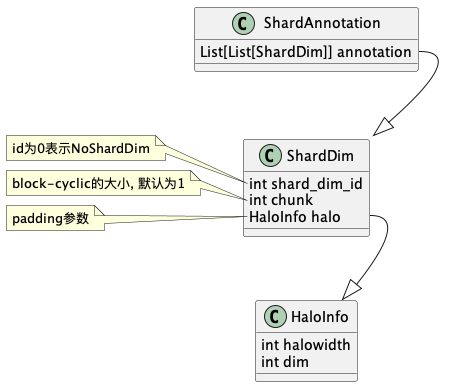 C ShardAnnotation
List[List[ShardDim]] annotation
id为0表示NoShardDim
block-cyclic的大小, 默认为1
padding参数
C ShardDim
int shard_dim_id
int chunk
HaloInfo halo
C HaloInfo
int halowidth
int dim